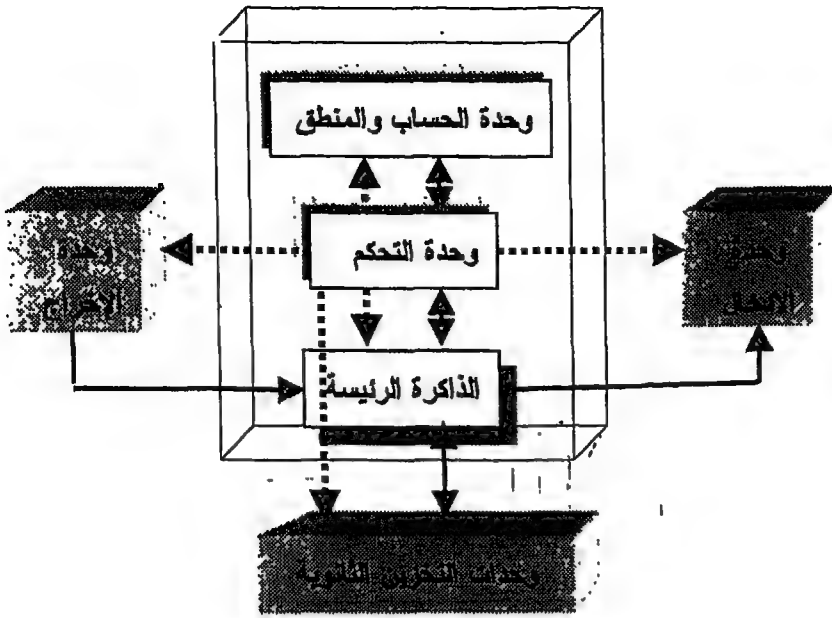 وحدة الحساب والمنطق
وحدة التحكم
وحدة
الإدخال
وحدة
الإخراج
الذاكرة الرئيسة
وحدات التخزين الثانوية